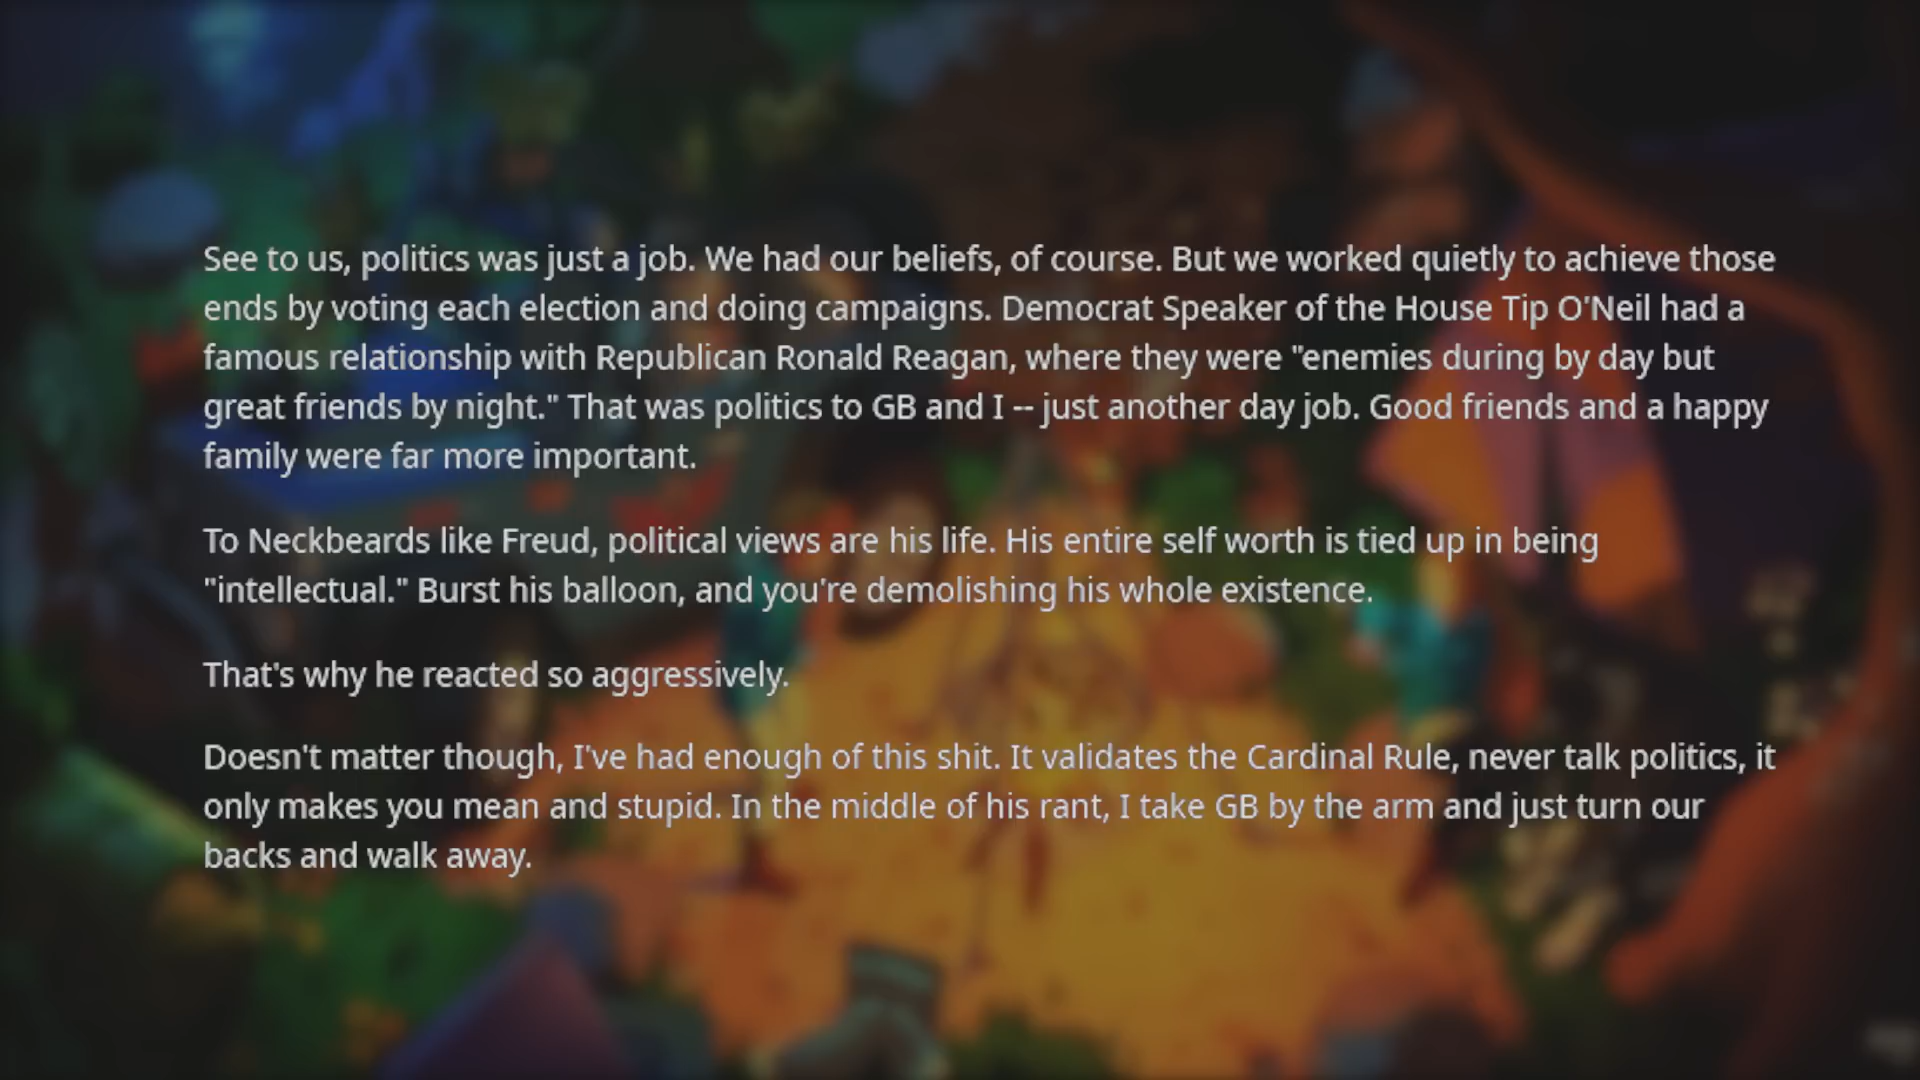 See to us, politics was just a job. We had our beliefs, of course. But we worked quietly to achieve those
ends by voting each election and doing campaigns. Democrat Speaker of the House Tip O'Neil had a
famous relationship with Republican Ronald Reagan, where they were "enemies during by day but
great friends by night." That was politics to GB and I -- just another day job. Good friends and a happy
family were far more important.
To Neckbeards like Freud, political views are his life. His entire self worth is tied up in being
"intellectual." Burst his balloon, and you're demolishing his whole existence.
That's why he reacted so aggressively.
Doesn't matter though, I've had enough of this shit. It validates the Cardinal Rule, never talk politics, it
only makes you mean and stupid. In the middle of his rant, I take GB by the arm and just turn our
backs and walk away.